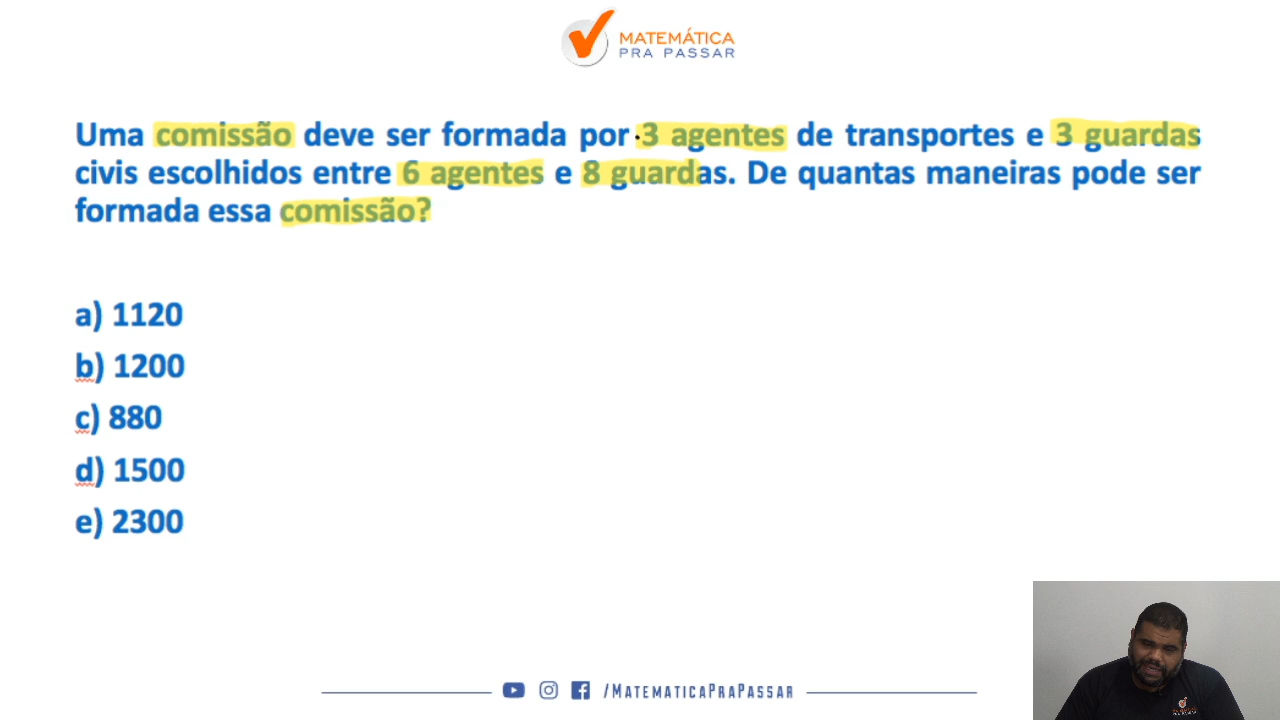 MATEMÁTICA
PRA PASSAR
Uma comissão deve ser formada por 3 agentes de transportes e 3 guardas
civis escolhidos entre 6 agentes e 8 guardas. De quantas maneiras pode ser
formada essa comissão?
a) 1120
b) 1200
c) 880
d) 1500
e) 2300
/MATEMATICAPRAPASSAR